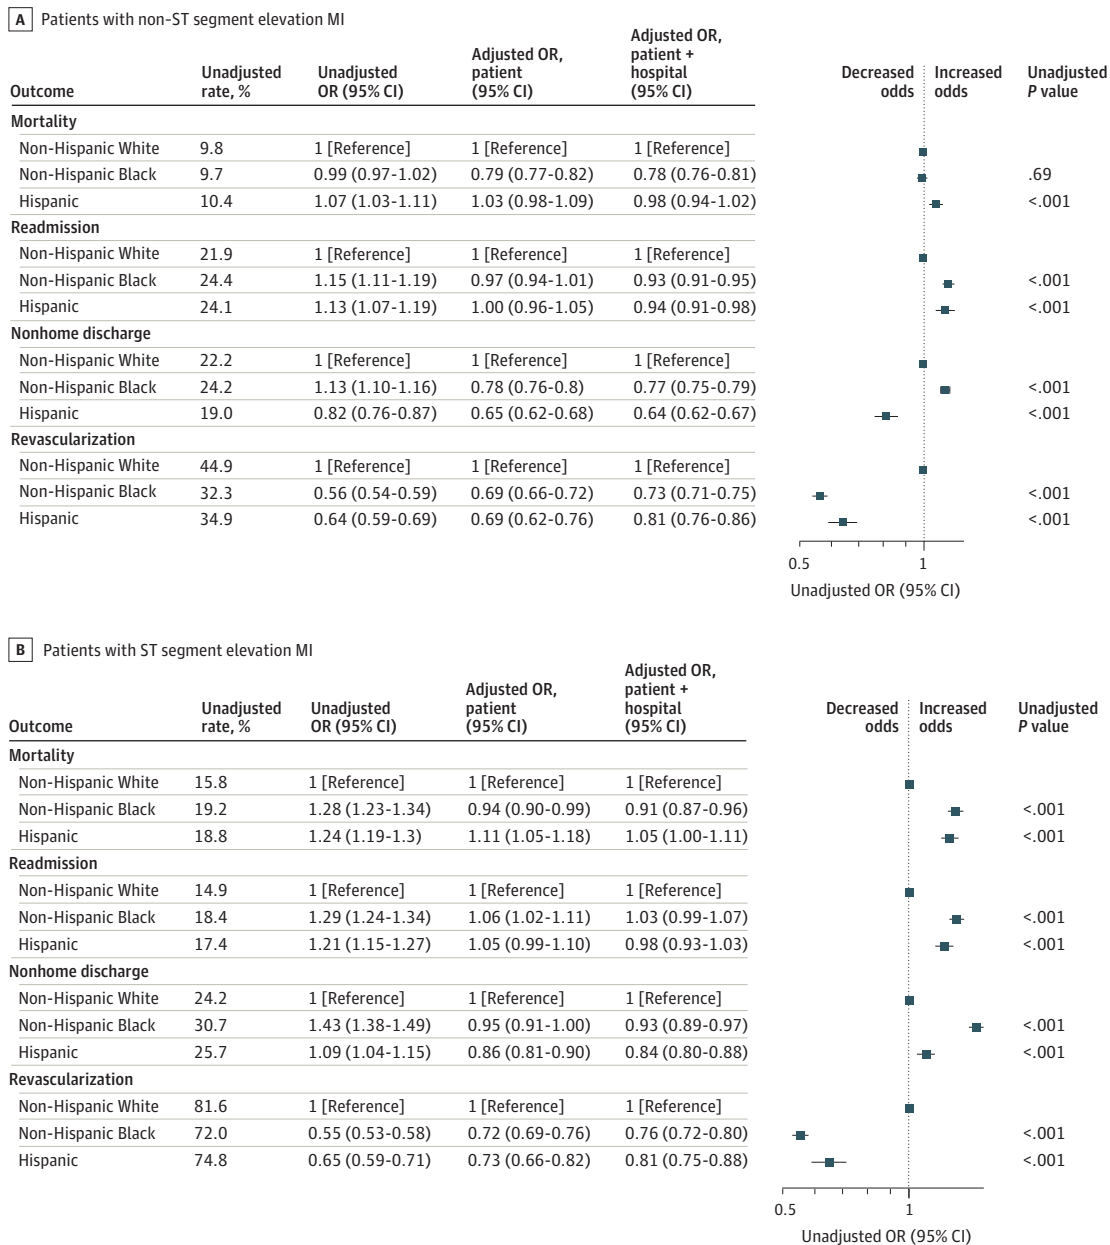 A Patients with non-ST segment elevation MI
Outcome Unadjusted rate, % Unadjusted OR (95% CI) Adjusted OR, patient (95% CI) Adjusted OR, patient + hospital (95% CI) Decreased odds Increased odds Unadjusted P value
Mortality
Non-Hispanic White 9.8 1 [Reference] 1 [Reference] 1 [Reference]
Non-Hispanic Black 9.7 0.99 (0.97-1.02) 0.79 (0.77-0.82) 0.78 (0.76-0.81) .69
Hispanic 10.4 1.07 (1.03-1.11) 1.03 (0.98-1.09) 0.98 (0.94-1.02) <.001
Readmission
Non-Hispanic White 21.9 1 [Reference] 1 [Reference] 1 [Reference]
Non-Hispanic Black 24.4 1.15 (1.11-1.19) 0.97 (0.94-1.01) 0.93 (0.91-0.95) <.001
Hispanic 24.1 1.13 (1.07-1.19) 1.00 (0.96-1.05) 0.94 (0.91-0.98) <.001
Nonhome discharge
Non-Hispanic White 22.2 1 [Reference] 1 [Reference] 1 [Reference]
Non-Hispanic Black 24.2 1.13 (1.10-1.16) 0.78 (0.76-0.8) 0.77 (0.75-0.79) <.001
Hispanic 19.0 0.82 (0.76-0.87) 0.65 (0.62-0.68) 0.64 (0.62-0.67) <.001
Revascularization
Non-Hispanic White 44.9 1 [Reference] 1 [Reference] 1 [Reference]
Non-Hispanic Black 32.3 0.56 (0.54-0.59) 0.69 (0.66-0.72) 0.73 (0.71-0.75) <.001
Hispanic 34.9 0.64 (0.59-0.69) 0.69 (0.62-0.76) 0.81 (0.76-0.86) <.001
0.5 1
Unadjusted OR (95% CI)
B Patients with ST segment elevation MI
Outcome Unadjusted rate, % Unadjusted OR (95% CI) Adjusted OR, patient (95% CI) Adjusted OR, patient + hospital (95% CI) Decreased odds Increased odds Unadjusted P value
Mortality
Non-Hispanic White 15.8 1 [Reference] 1 [Reference] 1 [Reference]
Non-Hispanic Black 19.2 1.28 (1.23-1.34) 0.94 (0.90-0.99) 0.91 (0.87-0.96) <.001
Hispanic 18.8 1.24 (1.19-1.3) 1.11 (1.05-1.18) 1.05 (1.00-1.11) <.001
Readmission
Non-Hispanic White 14.9 1 [Reference] 1 [Reference] 1 [Reference]
Non-Hispanic Black 18.4 1.29 (1.24-1.34) 1.06 (1.02-1.11) 1.03 (0.99-1.07) <.001
Hispanic 17.4 1.21 (1.15-1.27) 1.05 (0.99-1.10) 0.98 (0.93-1.03) <.001
Nonhome discharge
Non-Hispanic White 24.2 1 [Reference] 1 [Reference] 1 [Reference]
Non-Hispanic Black 30.7 1.43 (1.38-1.49) 0.95 (0.91-1.00) 0.93 (0.89-0.97) <.001
Hispanic 25.7 1.09 (1.04-1.15) 0.86 (0.81-0.90) 0.84 (0.80-0.88) <.001
Revascularization
Non-Hispanic White 81.6 1 [Reference] 1 [Reference] 1 [Reference]
Non-Hispanic Black 72.0 0.55 (0.53-0.58) 0.72 (0.69-0.76) 0.76 (0.72-0.80) <.001
Hispanic 74.8 0.65 (0.59-0.71) 0.73 (0.66-0.82) 0.81 (0.75-0.88) <.001
0.5 1
Unadjusted OR (95% CI)